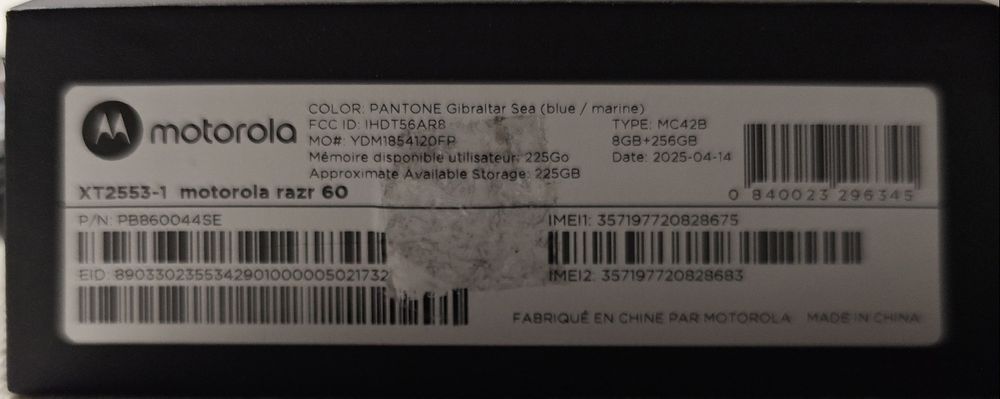 motorola
COLOR: PANTONE Gibraltar Sea (blue / marine)
FCC ID: IHDT56AR8
MO#: YDM1854120FP
Mémoire disponible utilisateur: 225Go
Approximate Available Storage: 225GB
TYPE: MC42B
8GB+256GB
Date: 2025-04-14
0 840023 296345
XT2553-1 motorola razr 60
P/N: PB860044SE
IMEI1: 357197720828675
EID: 89033023553429010000005021732
IMEI2: 357197720828683
FABRIQUÉ EN CHINE PAR MOTOROLA MADE IN CHINA